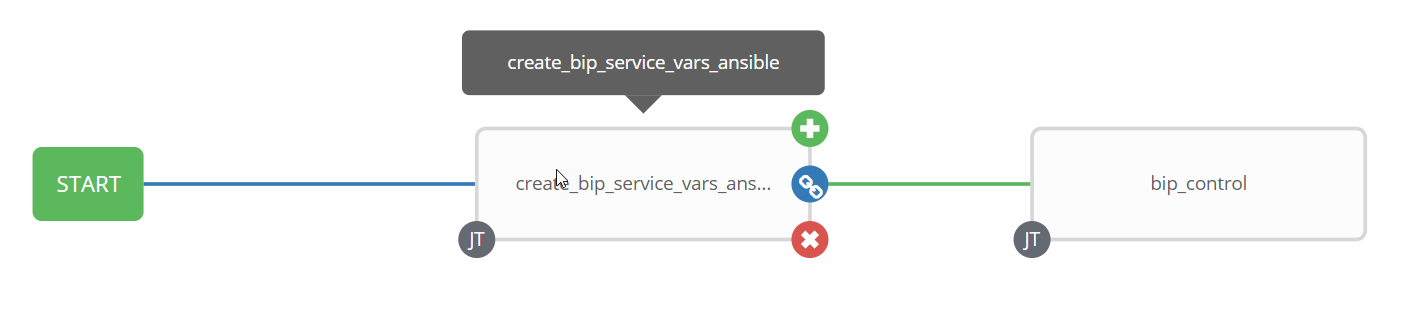 create_bip_service_vars_ansible
START
create_bip_service_vars_ans...
bip_control
JT
JT